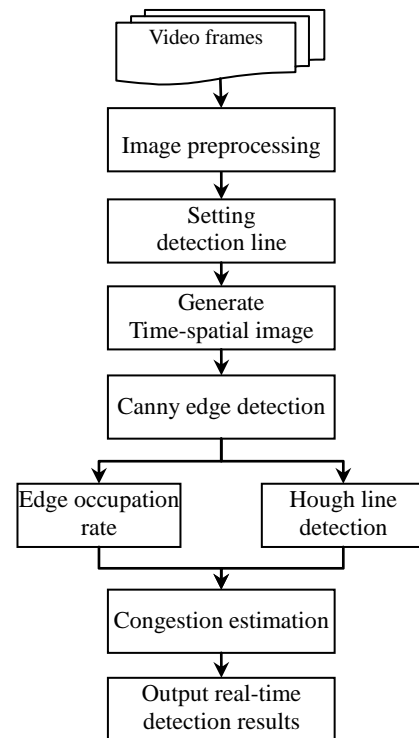 Video frames
Image preprocessing
Setting
detection line
Generate
Time-spatial image
Canny edge detection
Edge occupation
rate
Hough line
detection
Congestion estimation
Output real-time
detection results